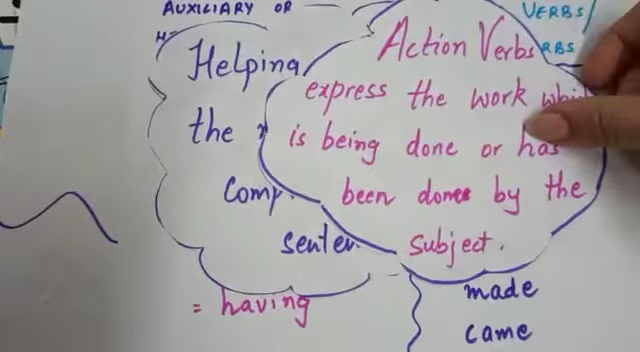 AUXILIARY OR
VERBS/
Helping
the
Comp
senten
Action Verbs
express the work
is being done or has
been done by the
subject.
= having
made
came